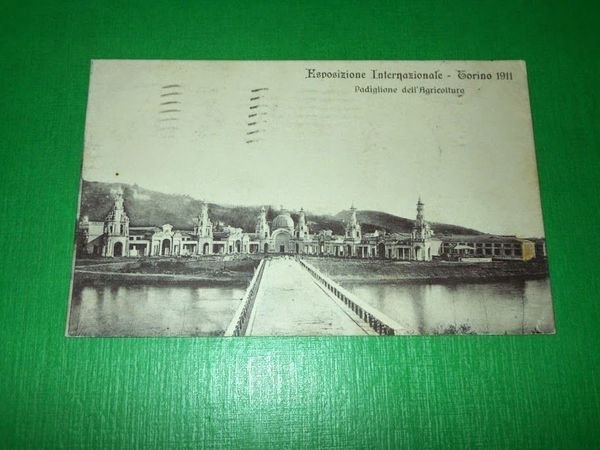 Esposizione Internazionale - Torino 1911
Padiglione dell'Agricoltura